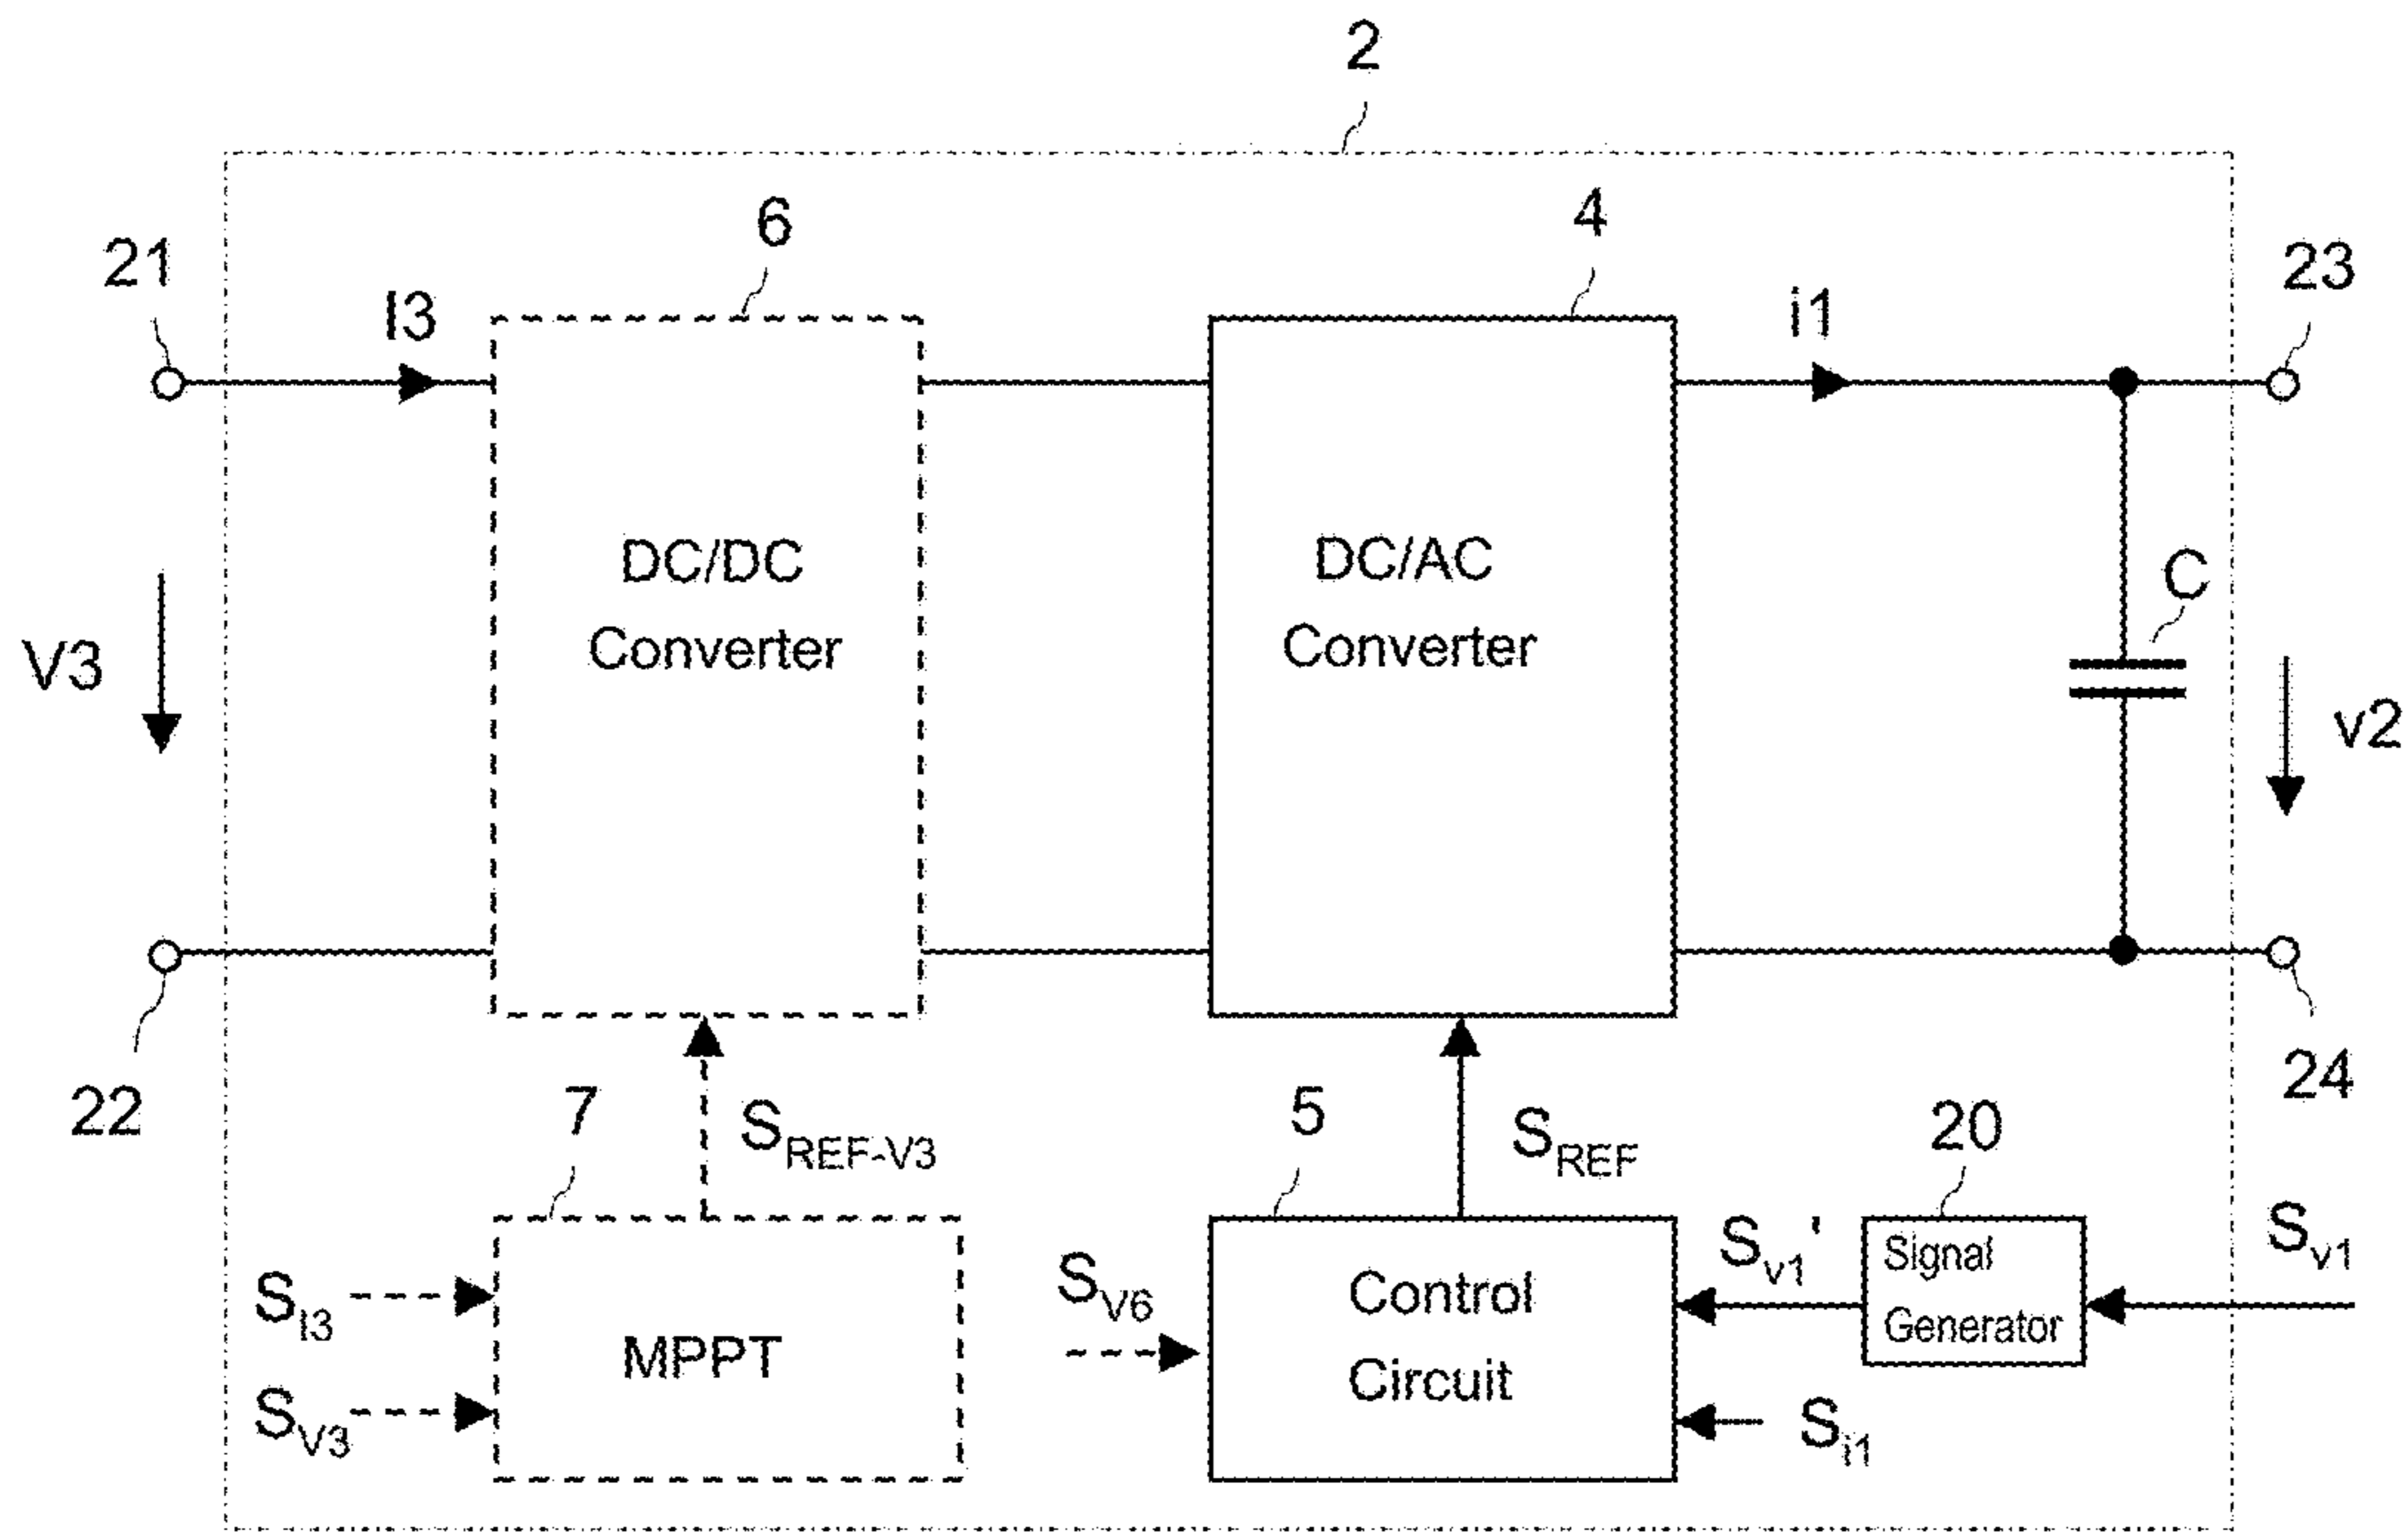 2
6
4
21
23
I3
i1
DC/DC
Converter
DC/AC
Converter
C
V3
v2
22
24
7
S_REF-V3
5
S_REF
20
S_I3
S_V3
MPPT
S_V6
Control
Circuit
S_v1'
S_i1
Signal
Generator
S_v1